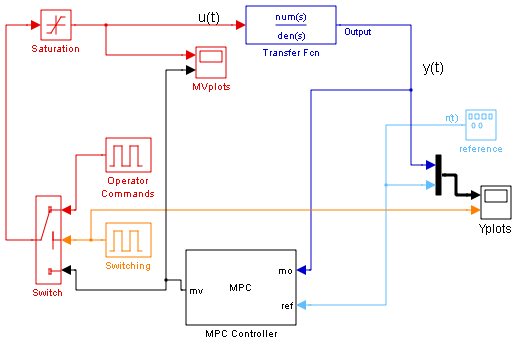 u(t)
num(s)
den(s)
Output
Saturation
Transfer Fcn
y(t)
MVplots
r(t)
reference
Operator
Commands
Yplots
Switching
mo
MPC
mv
Switch
ref
MPC Controller